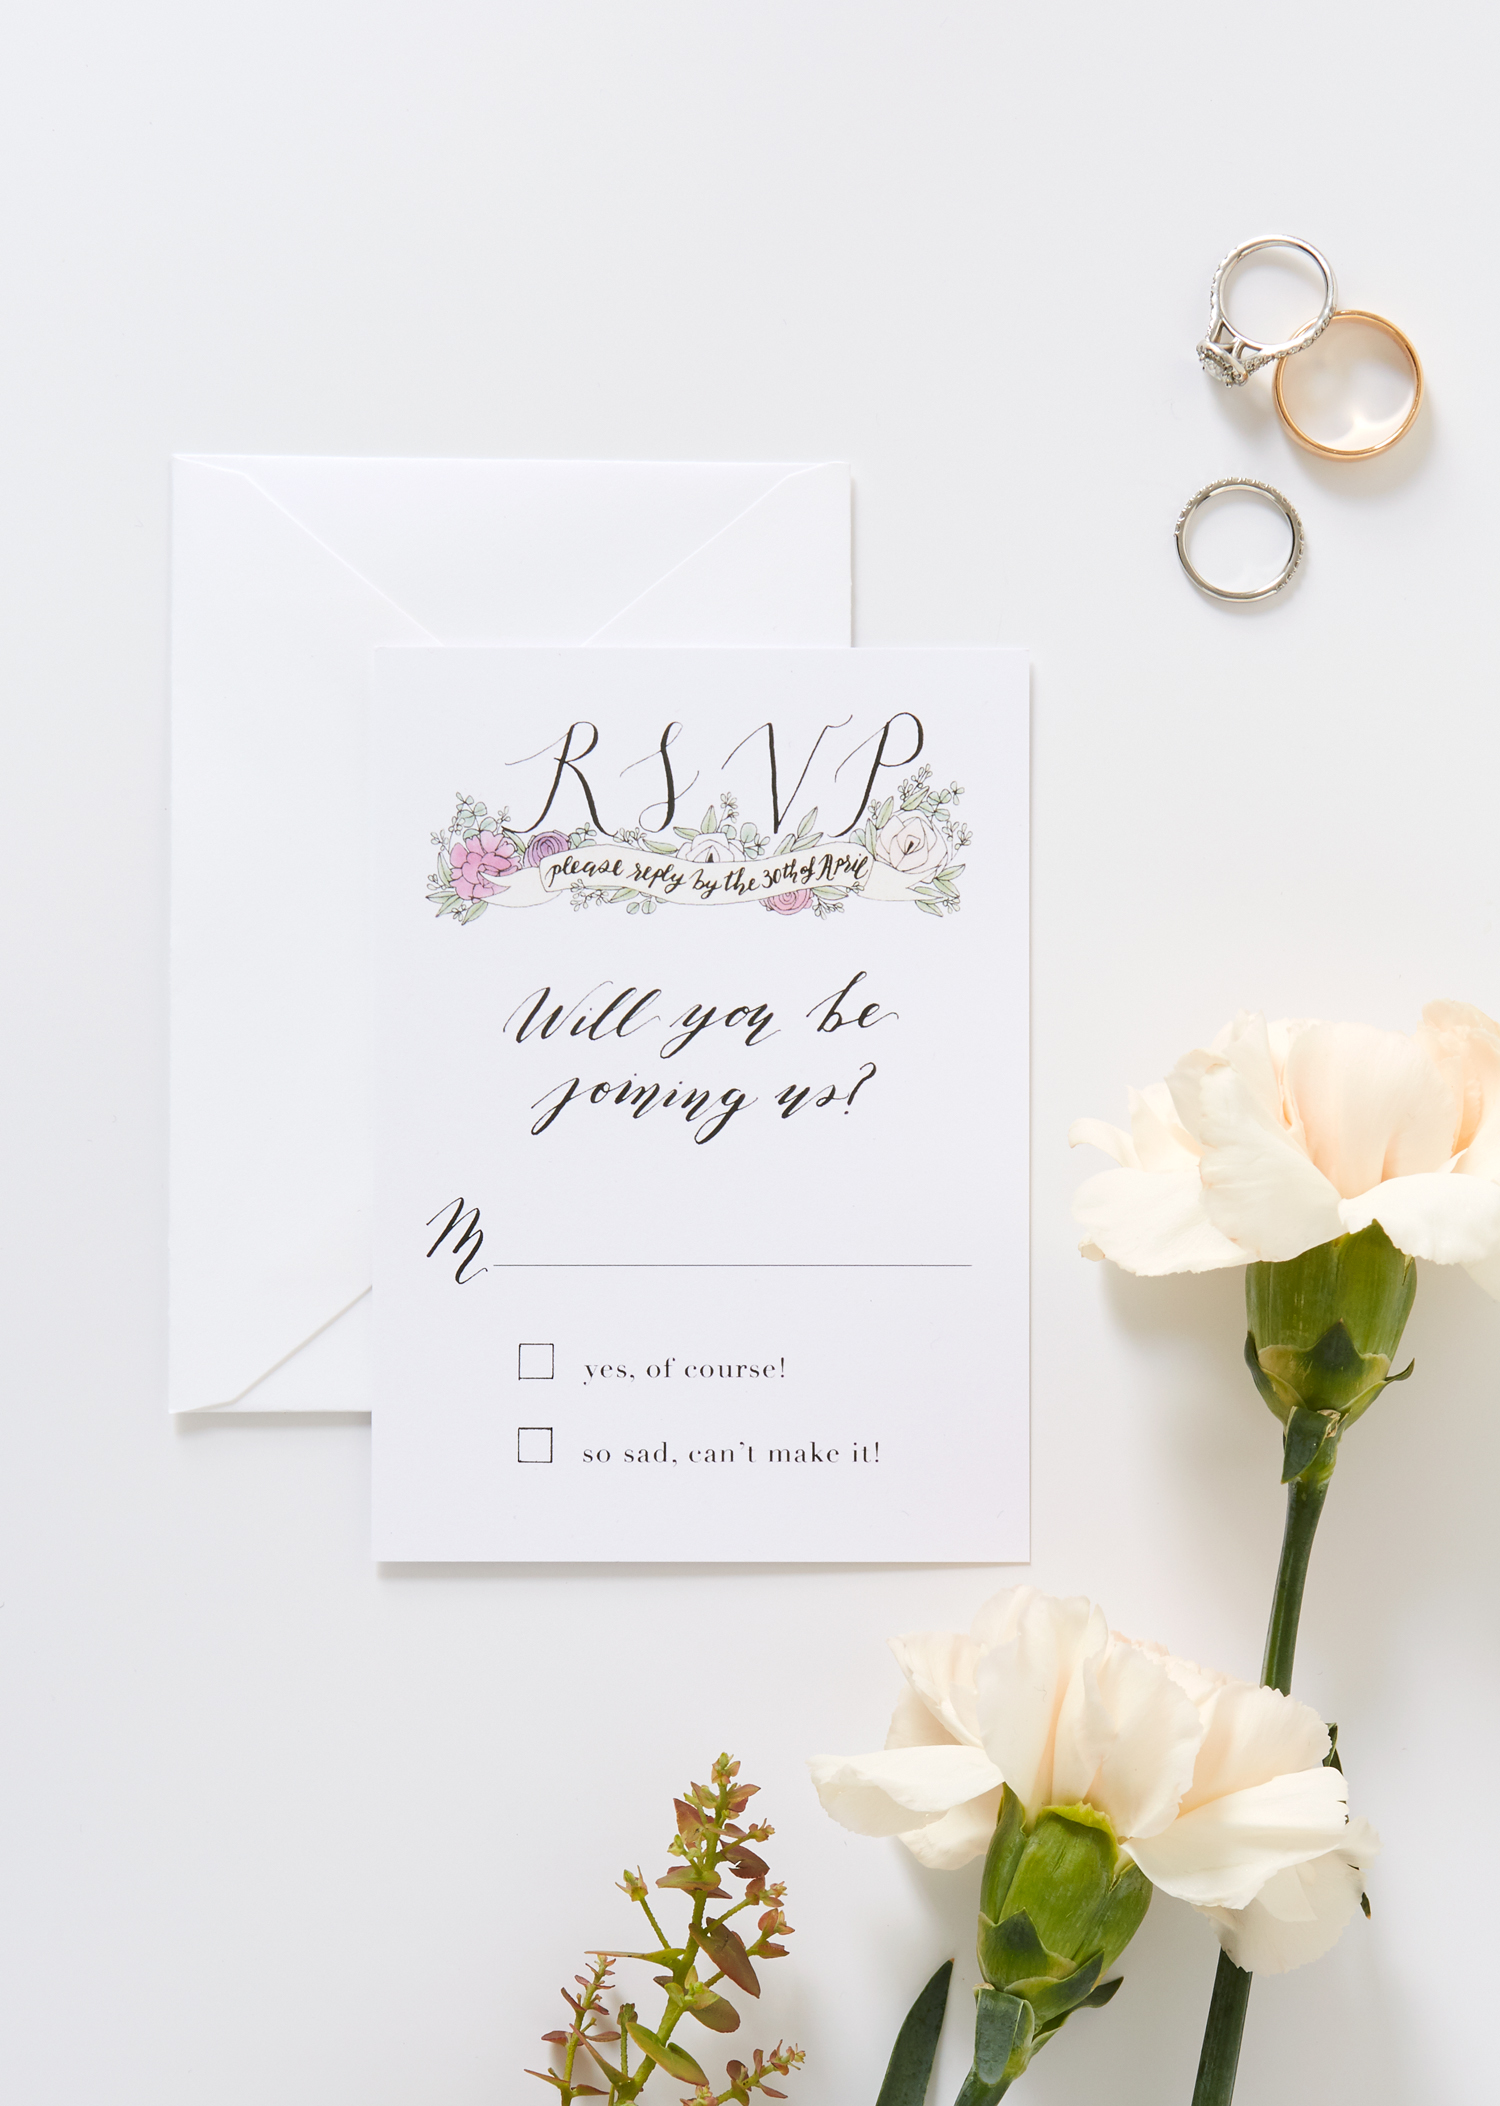 RSVP
please reply by the 30th of April
Will you be
joining us?
M
yes, of course!
so sad, can't make it!